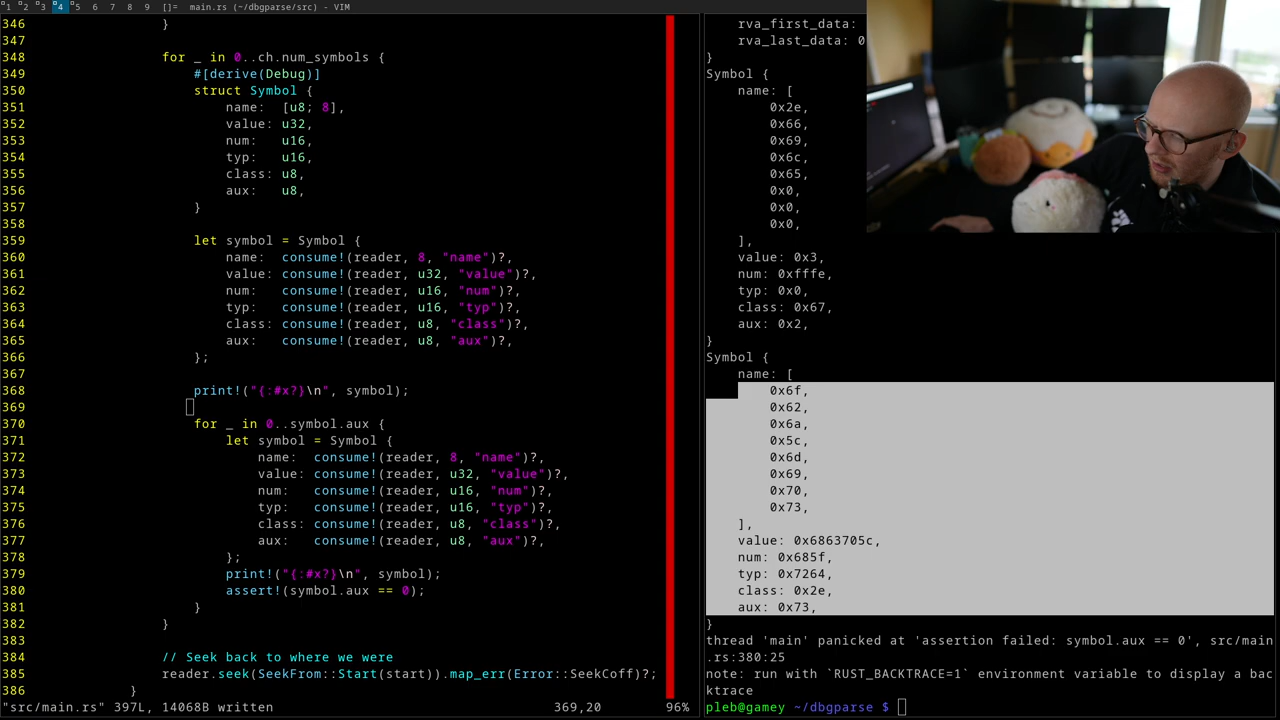 1 2 3 4 5 6 7 8 9 []= main.rs (~/dbgparse/src) - VIM
346 }
347
348 for _ in 0..ch.num_symbols {
349 #[derive(Debug)]
350 struct Symbol {
351 name: [u8; 8],
352 value: u32,
353 num: u16,
354 typ: u16,
355 class: u8,
356 aux: u8,
357 }
358
359 let symbol = Symbol {
360 name: consume!(reader, 8, "name")?,
361 value: consume!(reader, u32, "value")?,
362 num: consume!(reader, u16, "num")?,
363 typ: consume!(reader, u16, "typ")?,
364 class: consume!(reader, u8, "class")?,
365 aux: consume!(reader, u8, "aux")?,
366 };
367
368 print!("{:#x?}\n", symbol);
369
370 for _ in 0..symbol.aux {
371 let symbol = Symbol {
372 name: consume!(reader, 8, "name")?,
373 value: consume!(reader, u32, "value")?,
374 num: consume!(reader, u16, "num")?,
375 typ: consume!(reader, u16, "typ")?,
376 class: consume!(reader, u8, "class")?,
377 aux: consume!(reader, u8, "aux")?,
378 };
379 print!("{:#x?}\n", symbol);
380 assert!(symbol.aux == 0);
381 }
382 }
383
384 // Seek back to where we were
385 reader.seek(SeekFrom::Start(start)).map_err(Error::SeekCoff)?;
386 }
"src/main.rs" 397L, 14068B written 369,20 96%
rva_first_data:
rva_last_data: 0
}
Symbol {
name: [
0x2e,
0x66,
0x69,
0x6c,
0x65,
0x0,
0x0,
0x0,
],
value: 0x3,
num: 0xfffe,
typ: 0x0,
class: 0x67,
aux: 0x2,
}
Symbol {
name: [
0x6f,
0x62,
0x6a,
0x5c,
0x6d,
0x69,
0x70,
0x73,
],
value: 0x6863705c,
num: 0x685f,
typ: 0x7264,
class: 0x2e,
aux: 0x73,
}
thread 'main' panicked at 'assertion failed: symbol.aux == 0', src/main
.rs:380:25
note: run with `RUST_BACKTRACE=1` environment variable to display a bac
ktrace
pleb@gamey ~/dbgparse $